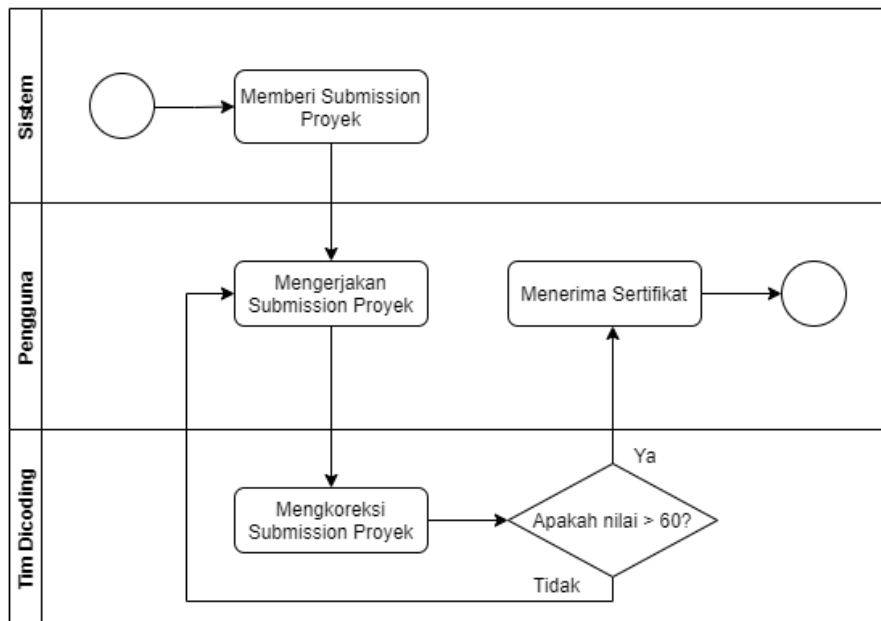 Sistem
Memberi Submission
Proyek
Pengguna
Mengerjakan
Submission Proyek
Menerima Sertifikat
Tim Dicoding
Mengkoreksi
Submission Proyek
Apakah nilai > 60?
Ya
Tidak